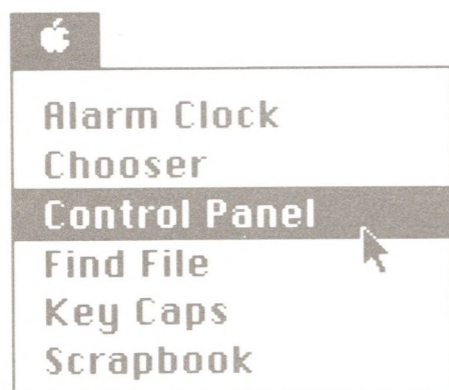 Alarm Clock
Chooser
Control Panel
Find File
Key Caps
Scrapbook